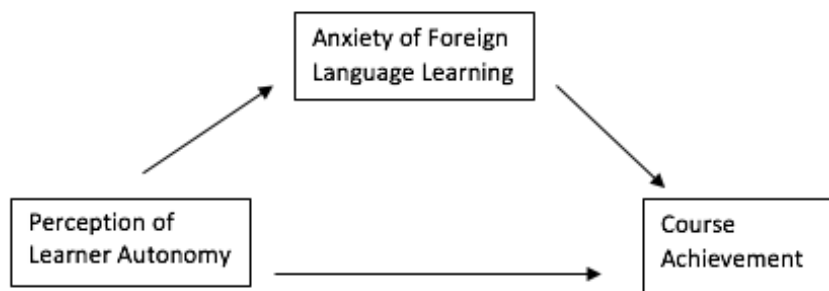 Anxiety of Foreign
Language Learning
Perception of
Learner Autonomy
Course
Achievement